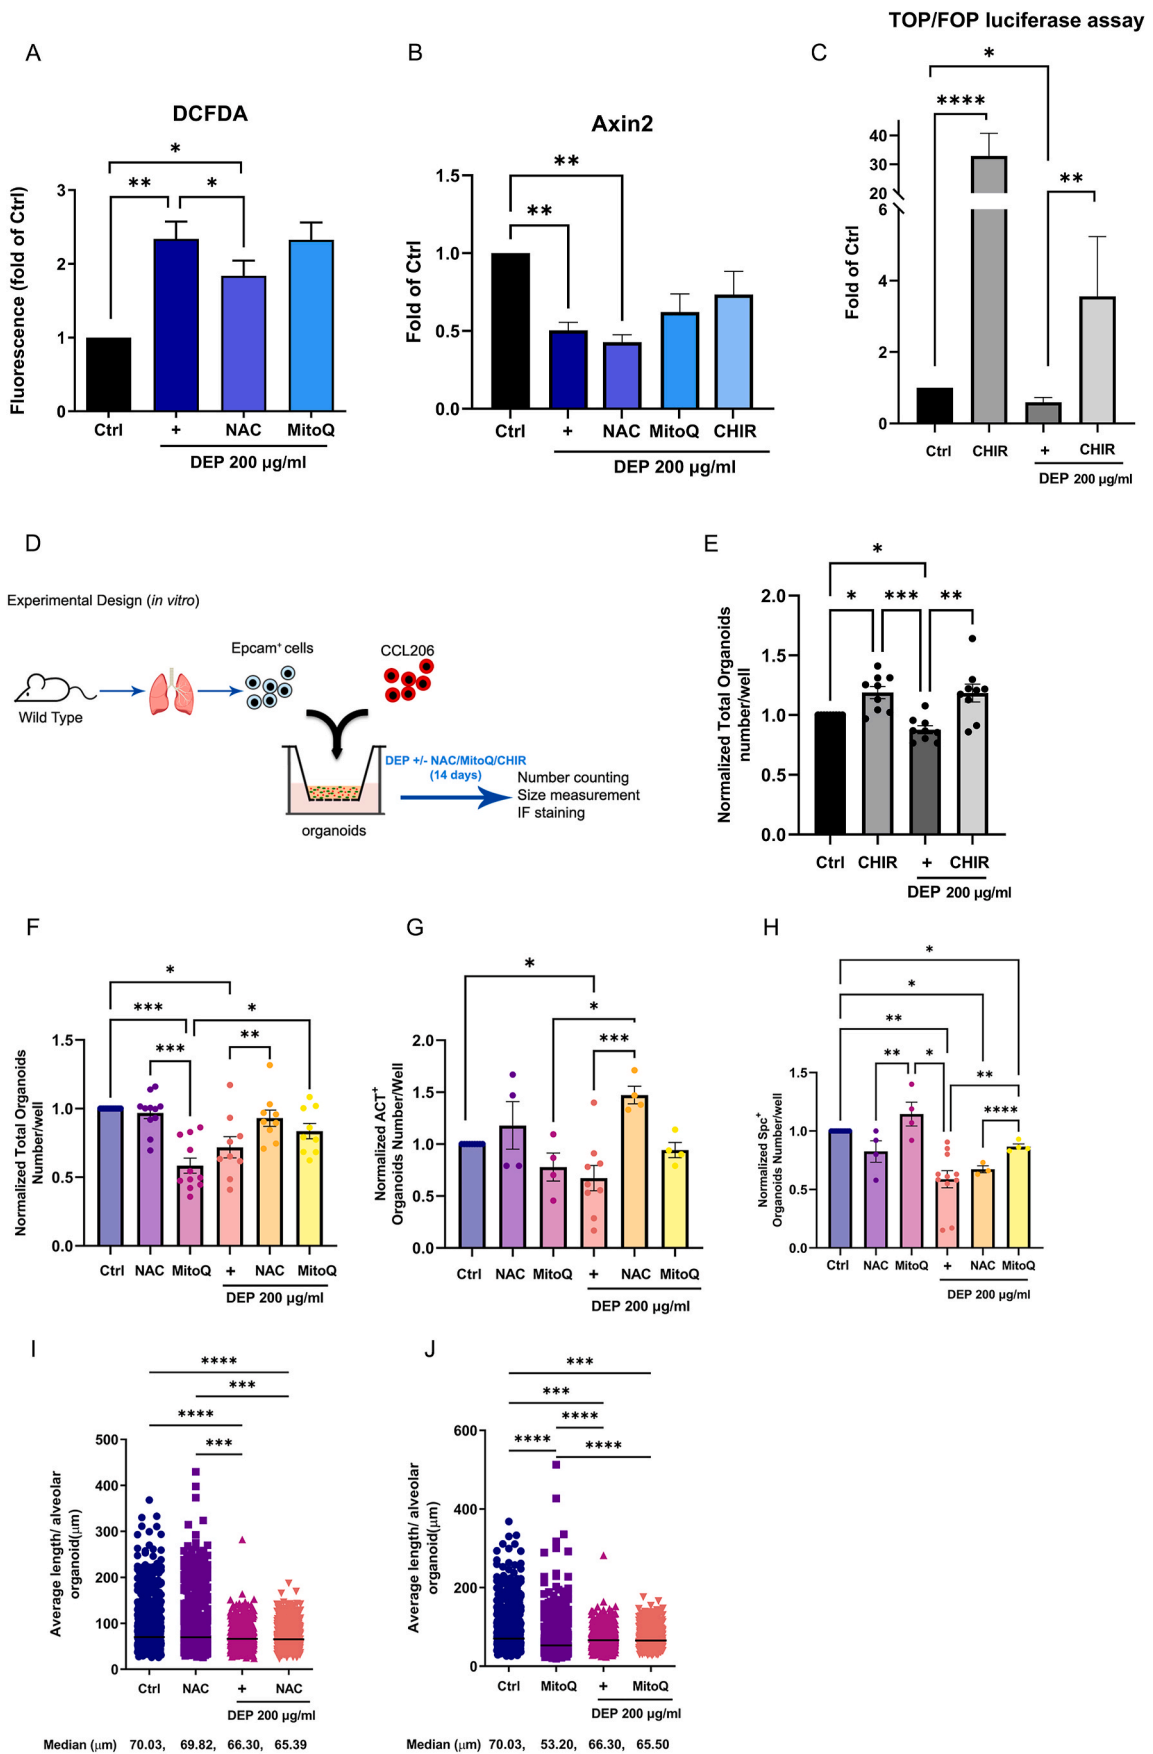 TOP/FOP luciferase assay
A
DCFDA
Fluorescence (fold of Ctrl)
3
2
1
0
*
** *
Ctrl + NAC MitoQ
DEP 200 μg/ml
B
Axin2
Fold of Ctrl
1.5
1.0
0.5
0.0
**
**
Ctrl + NAC MitoQ CHIR
DEP 200 μg/ml
C
Fold of Ctrl
40
30
20
6
4
2
0
*
****
**
Ctrl CHIR + CHIR
DEP 200 μg/ml
D
Experimental Design (in vitro)
Wild Type
Epcam⁺ cells
CCL206
organoids
DEP +/- NAC/MitoQ/CHIR
(14 days)
Number counting
Size measurement
IF staining
E
Normalized Total Organoids
number/well
2.0
1.5
1.0
0.5
0.0
*
* *** **
Ctrl CHIR + CHIR
DEP 200 μg/ml
F
Normalized Total Organoids
Number/well
1.5
1.0
0.5
0.0
*
*** *
*** **
Ctrl NAC MitoQ + NAC MitoQ
DEP 200 μg/ml
G
Normalized ACT⁺
Organoids Number/Well
2.0
1.5
1.0
0.5
0.0
*
*
***
Ctrl NAC MitoQ + NAC MitoQ
DEP 200 μg/ml
H
Normalized Spc⁺
Organoids Number/well
1.5
1.0
0.5
0.0
*
*
**
** * **
****
Ctrl NAC MitoQ + NAC MitoQ
DEP 200 μg/ml
I
Average length/ alveolar
organoid(μm)
500
400
300
200
100
0
****
***
****
***
Ctrl NAC + NAC
DEP 200 μg/ml
Median (μm) 70.03, 69.82, 66.30, 65.39
J
Average length/ alveolar
organoid(μm)
600
400
200
0
***
***
****
**** ****
Ctrl MitoQ + MitoQ
DEP 200 μg/ml
Median (μm) 70.03, 53.20, 66.30, 65.50